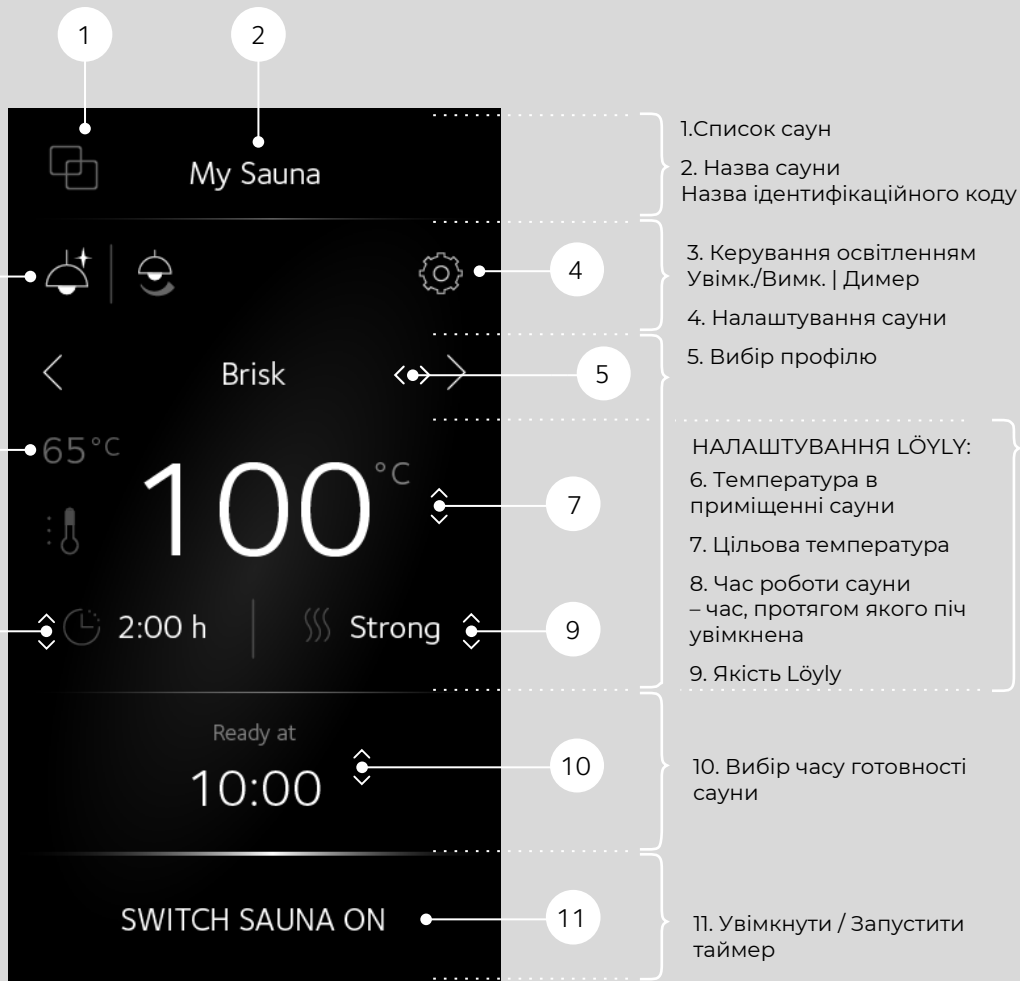 1
2
My Sauna
4
Brisk
5
65°C
100°C
7
2:00 h
Strong
9
Ready at
10:00
10
SWITCH SAUNA ON
11
1.Список саун
2. Назва сауни
Назва ідентифікаційного коду
3. Керування освітленням
Увімк./Вимк. | Димер
4. Налаштування сауни
5. Вибір профілю
НАЛАШТУВАННЯ LÖYLY:
6. Температура в
приміщенні сауни
7. Цільова температура
8. Час роботи сауни
– час, протягом якого піч
увімкнена
9. Якість Löyly
10. Вибір часу готовності
сауни
11. Увімкнути / Запустити
таймер